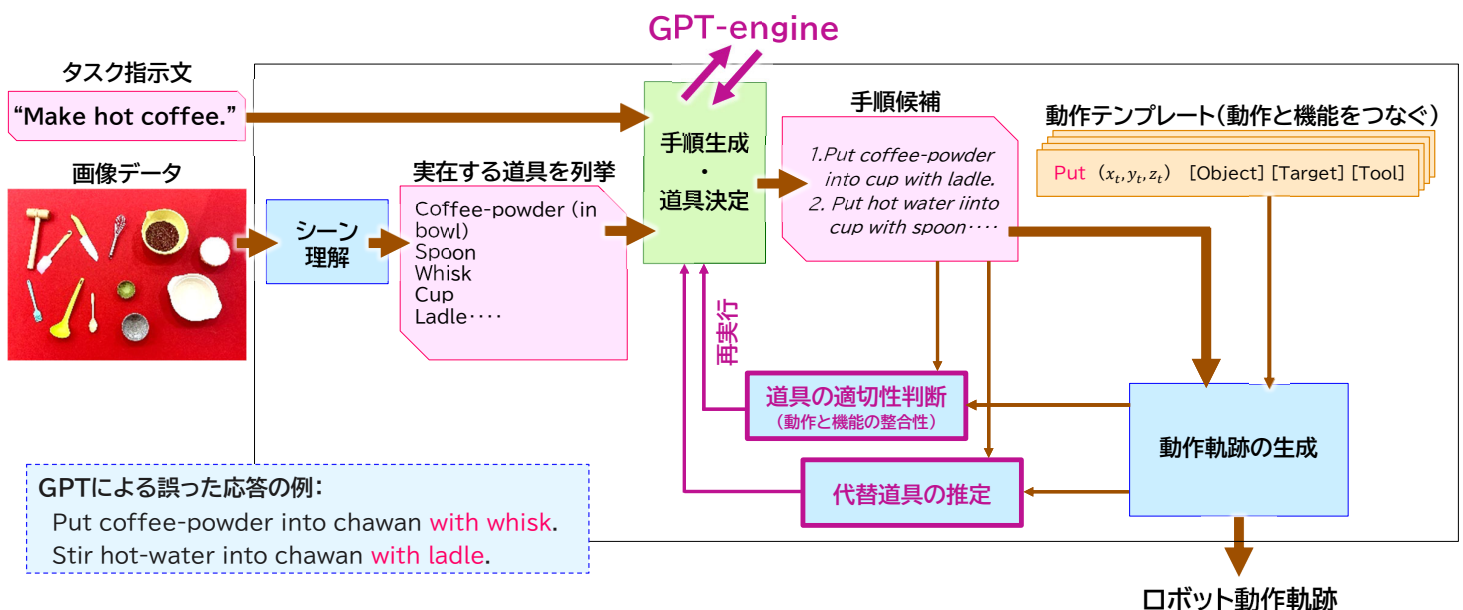 GPT-engine
タスク指示文
“Make hot coffee.”
画像データ
シーン
理解
実在する道具を列挙
Coffee-powder (in
bowl)
Spoon
Whisk
Cup
Ladle････
手順生成
・
道具決定
手順候補
1.Put coffee-powder
into cup with ladle.
2. Put hot water iinto
cup with spoon････
動作テンプレート(動作と機能をつなぐ)
Put (xₜ,yₜ,zₜ) [Object] [Target] [Tool]
再実行
道具の適切性判断
(動作と機能の整合性)
代替道具の推定
動作軌跡の生成
GPTによる誤った応答の例:
Put coffee-powder into chawan with whisk.
Stir hot-water into chawan with ladle.
ロボット動作軌跡